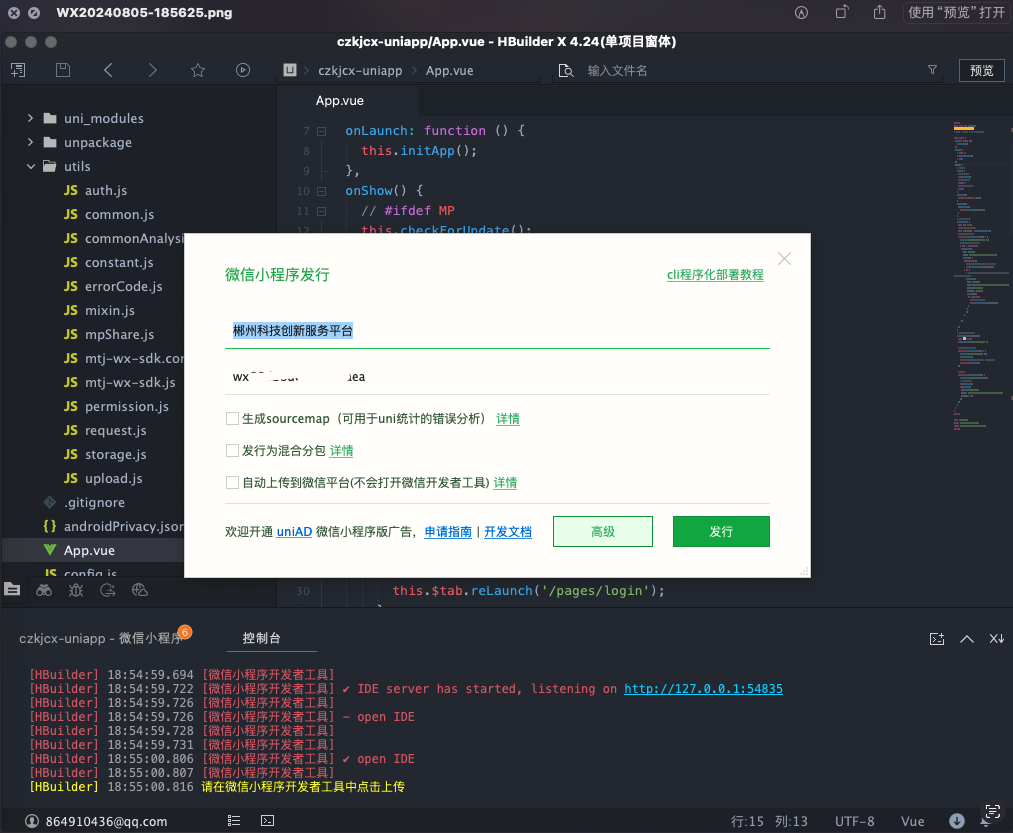 WX20240805-185625.png
使用“预览”打开
czkjcx-uniapp/App.vue - HBuilder X 4.24(单项目窗体)
czkjcx-uniapp
App.vue
输入文件名
预览
uni_modules
unpackage
utils
JS auth.js
JS common.js
JS commonAnalysi
JS constant.js
JS errorCode.js
JS mixin.js
JS mpShare.js
JS mtj-wx-sdk.con
JS mtj-wx-sdk.js
JS permission.js
JS request.js
JS storage.js
JS upload.js
.gitignore
{} androidPrivacy.json
App.vue
JS config.js
App.vue
7 onLaunch: function () {
8 this.initApp();
9 },
10 onShow() {
11 // #ifdef MP
12 this.checkForUpdate();
微信小程序发行
cli程序化部署教程
郴州科技创新服务平台
生成sourcemap（可用于uni统计的错误分析） 详情
发行为混合分包 详情
自动上传到微信平台(不会打开微信开发者工具) 详情
欢迎开通 uniAD 微信小程序版广告，申请指南 | 开发文档
高级
发行
30 this.$tab.reLaunch('/pages/login');
czkjcx-uniapp - 微信小程序
6
控制台
[HBuilder] 18:54:59.694 [微信小程序开发者工具]
[HBuilder] 18:54:59.722 [微信小程序开发者工具] ✔ IDE server has started, listening on http://127.0.0.1:54835
[HBuilder] 18:54:59.726 [微信小程序开发者工具]
[HBuilder] 18:54:59.726 [微信小程序开发者工具] – open IDE
[HBuilder] 18:54:59.728 [微信小程序开发者工具]
[HBuilder] 18:54:59.731 [微信小程序开发者工具]
[HBuilder] 18:55:00.806 [微信小程序开发者工具] ✔ open IDE
[HBuilder] 18:55:00.807 [微信小程序开发者工具]
[HBuilder] 18:55:00.816 请在微信小程序开发者工具中点击上传
864910436@qq.com
行:15 列:13
UTF-8
Vue